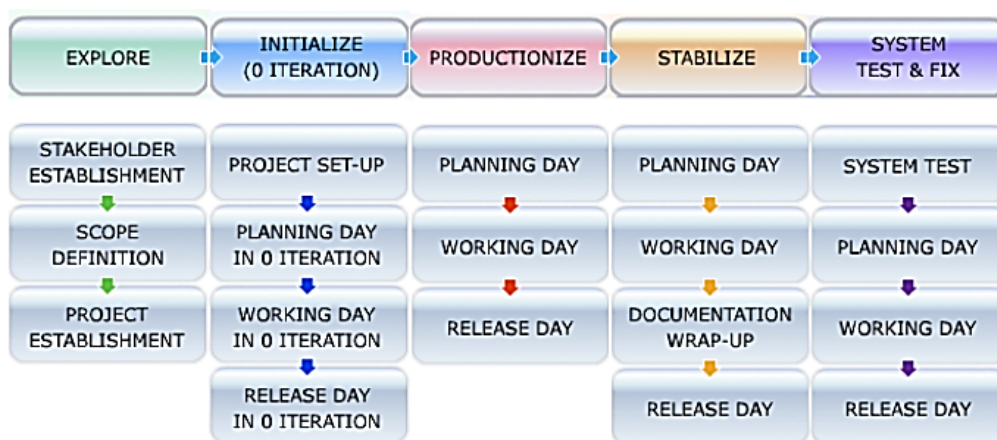 EXPLORE
INITIALIZE
(0 ITERATION)
PRODUCTIONIZE
STABILIZE
SYSTEM
TEST & FIX
STAKEHOLDER
ESTABLISHMENT
SCOPE
DEFINITION
PROJECT
ESTABLISHMENT
PROJECT SET-UP
PLANNING DAY
IN 0 ITERATION
WORKING DAY
IN 0 ITERATION
RELEASE DAY
IN 0 ITERATION
PLANNING DAY
WORKING DAY
RELEASE DAY
PLANNING DAY
WORKING DAY
DOCUMENTATION
WRAP-UP
RELEASE DAY
SYSTEM TEST
PLANNING DAY
WORKING DAY
RELEASE DAY